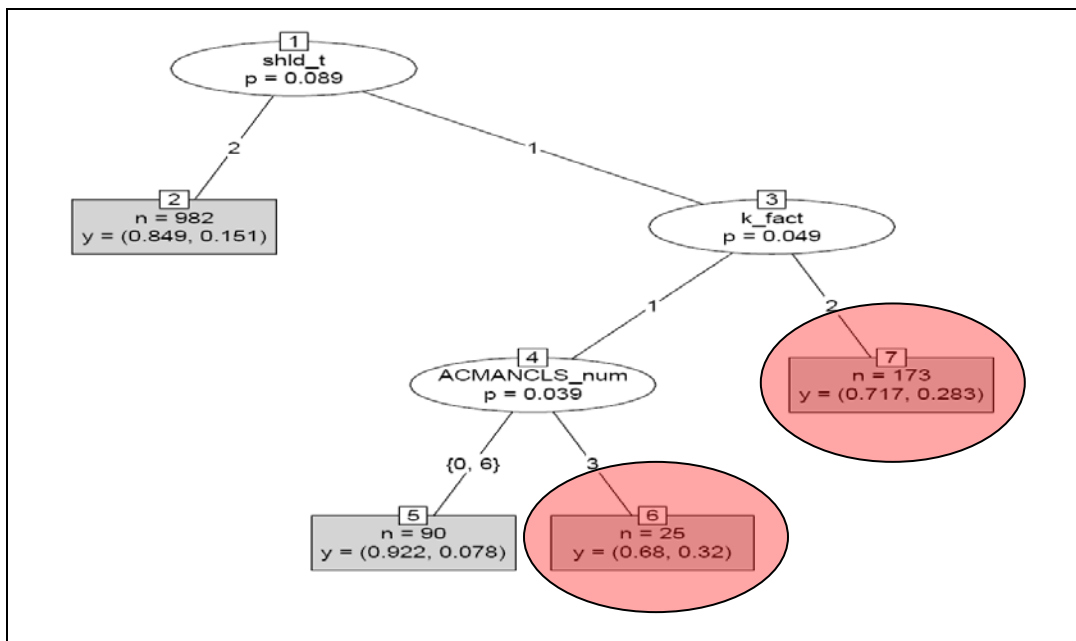 1
shld_t
p = 0.089
2
1
2
n = 982
y = (0.849, 0.151)
3
k_fact
p = 0.049
1
2
4
ACMANCLS_num
p = 0.039
7
n = 173
y = (0.717, 0.283)
{0, 6}
3
5
n = 90
y = (0.922, 0.078)
6
n = 25
y = (0.68, 0.32)